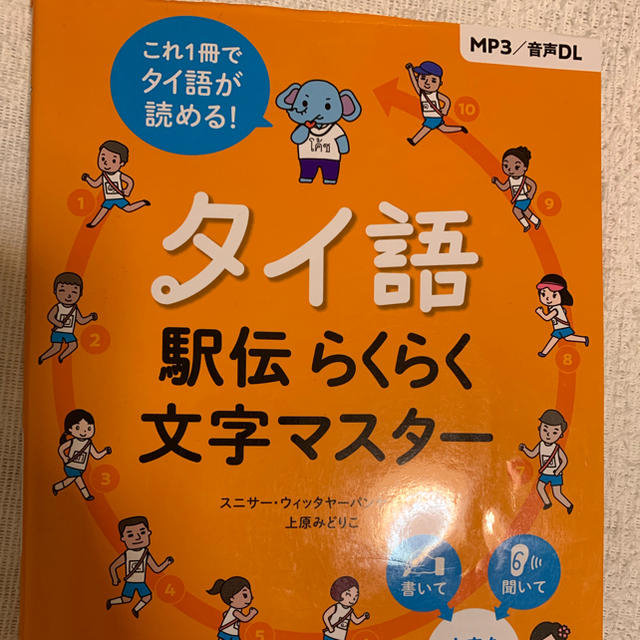 MP3／音声DL
これ1冊で
タイ語が
読める！
โค้ช
10
1
9
2
8
3
7
4
5
タイ語
駅伝 らくらく
文字マスター
スニサー・ウィッタヤーパン
上原みどりこ
書いて
聞いて